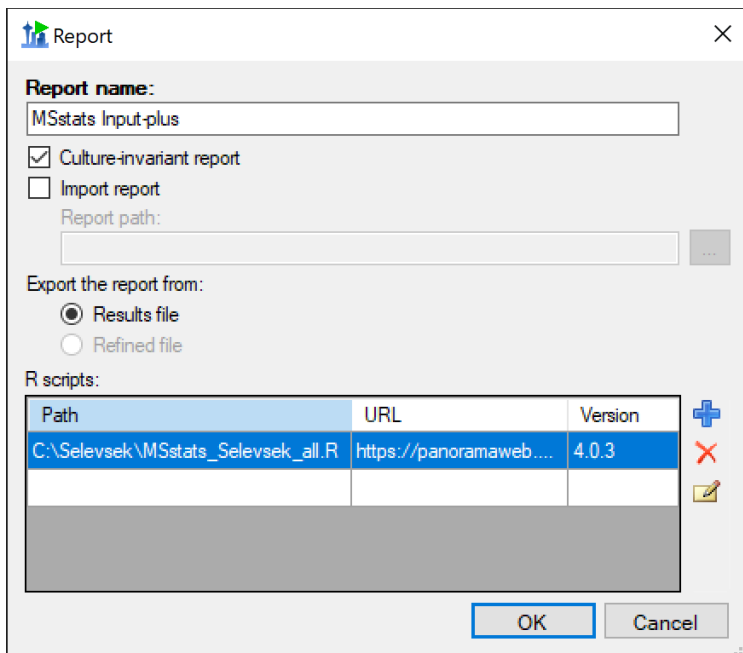 Report
Report name:
MSstats Input-plus
Culture-invariant report
Import report
Report path:
...
Export the report from:
Results file
Refined file
R scripts:
Path URL Version
C:\Selevsek\MSstats_Selevsek_all.R https://panoramaweb.... 4.0.3
OK Cancel